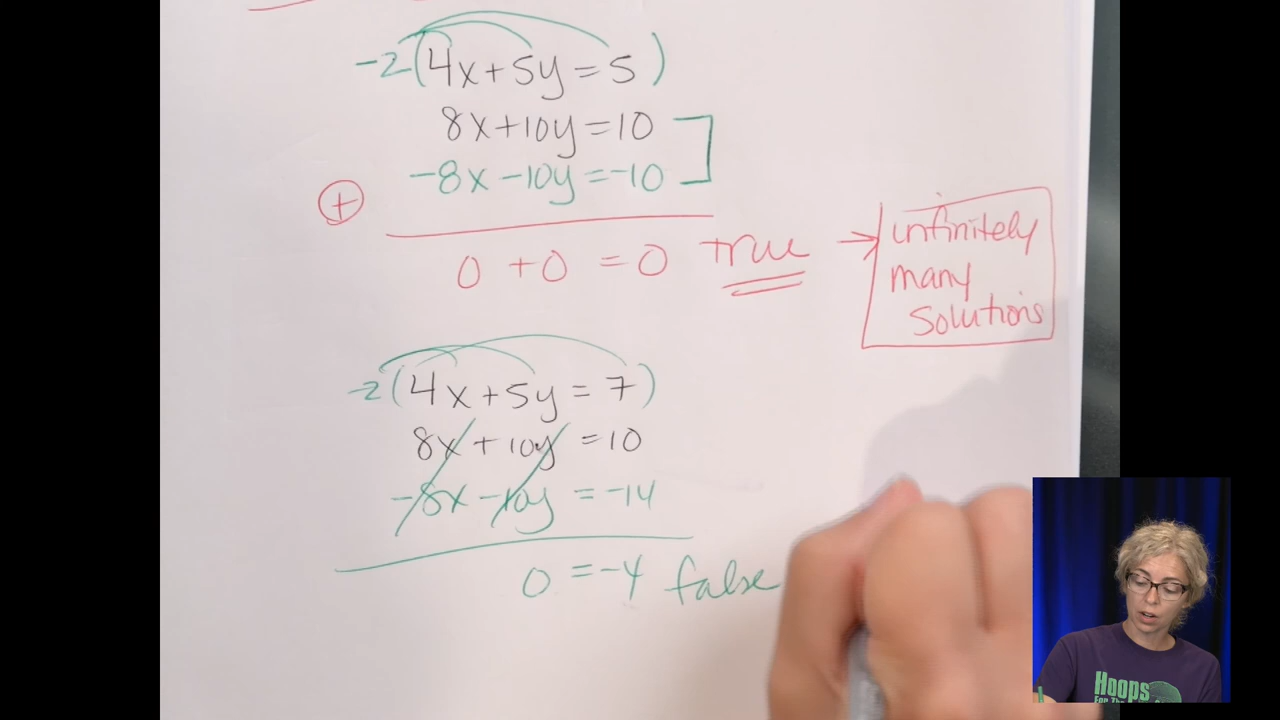 -2(4x+5y=5)
8x+10y=10
-8x-10y=-10
+
0+0=0 true → infinitely
many
solutions
-2(4x+5y=7)
8x+10y=10
-8x-10y=-14
0=-4 false
Hoops